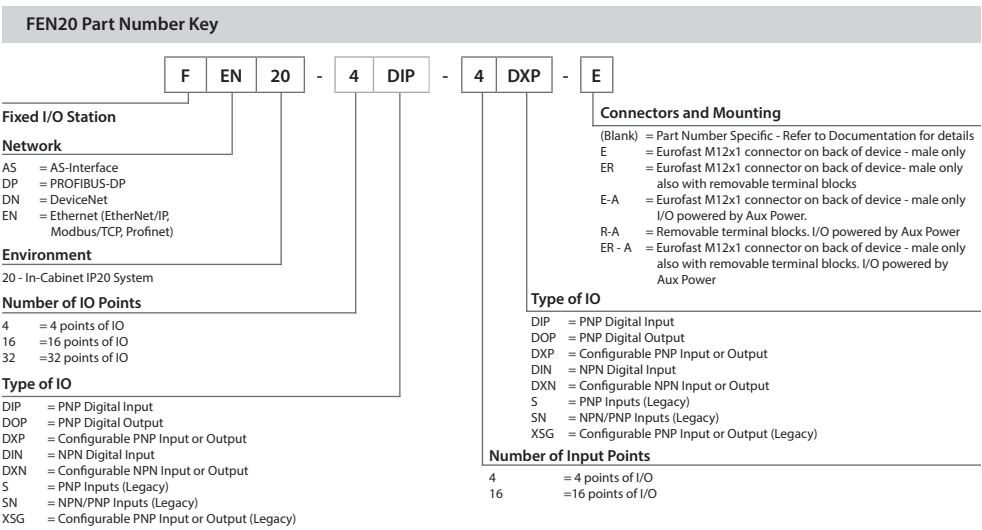 FEN20 Part Number Key
F EN 20 - 4 DIP - 4 DXP - E
Fixed I/O Station
Network
AS = AS-Interface
DP = PROFIBUS-DP
DN = DeviceNet
EN = Ethernet (EtherNet/IP,
Modbus/TCP, Profinet)
Environment
20 - In-Cabinet IP20 System
Number of IO Points
4 = 4 points of IO
16 =16 points of IO
32 =32 points of IO
Type of IO
DIP = PNP Digital Input
DOP = PNP Digital Output
DXP = Configurable PNP Input or Output
DIN = NPN Digital Input
DXN = Configurable NPN Input or Output
S = PNP Inputs (Legacy)
SN = NPN/PNP Inputs (Legacy)
XSG = Configurable PNP Input or Output (Legacy)
Connectors and Mounting
(Blank) = Part Number Specific - Refer to Documentation for details
E = Eurofast M12x1 connector on back of device - male only
ER = Eurofast M12x1 connector on back of device- male only
also with removable terminal blocks
E-A = Eurofast M12x1 connector on back of device - male only
I/O powered by Aux Power.
R-A = Removable terminal blocks. I/O powered by Aux Power
ER - A = Eurofast M12x1 connector on back of device - male only
also with removable terminal blocks. I/O powered by
Aux Power
Type of IO
DIP = PNP Digital Input
DOP = PNP Digital Output
DXP = Configurable PNP Input or Output
DIN = NPN Digital Input
DXN = Configurable NPN Input or Output
S = PNP Inputs (Legacy)
SN = NPN/PNP Inputs (Legacy)
XSG = Configurable PNP Input or Output (Legacy)
Number of Input Points
4 = 4 points of I/O
16 =16 points of I/O